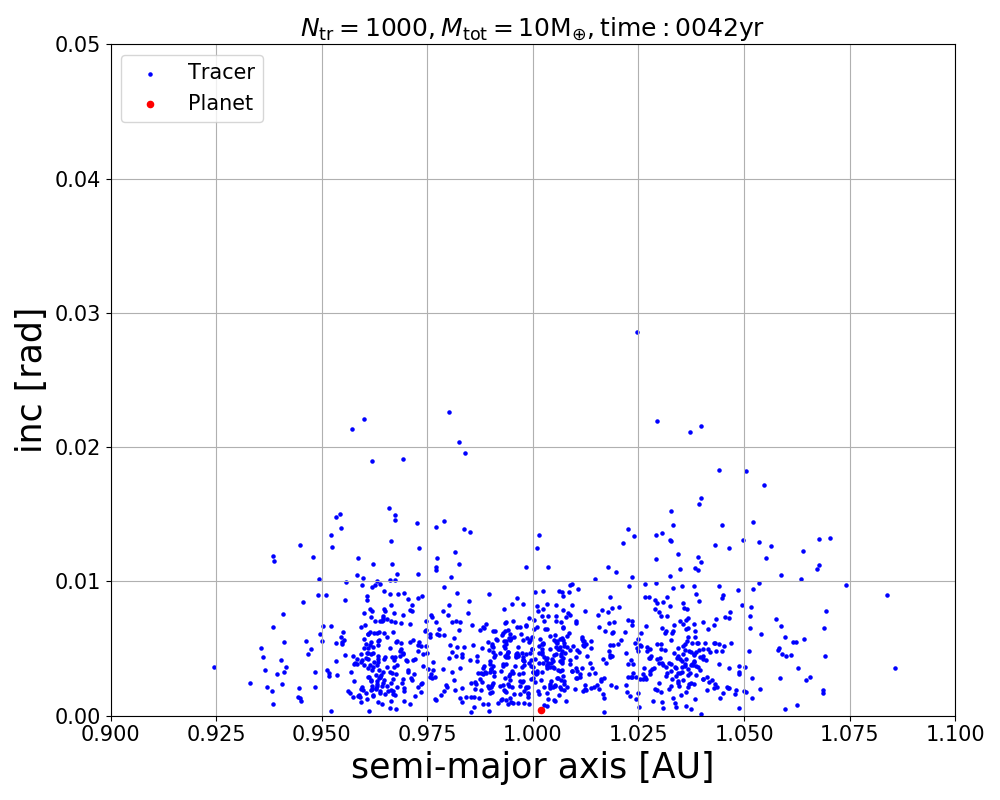 N_tr = 1000, M_tot = 10M_⊕, time : 0042yr
Tracer
Planet
inc [rad]
0.05
0.04
0.03
0.02
0.01
0.00
0.900 0.925 0.950 0.975 1.000 1.025 1.050 1.075 1.100
semi-major axis [AU]